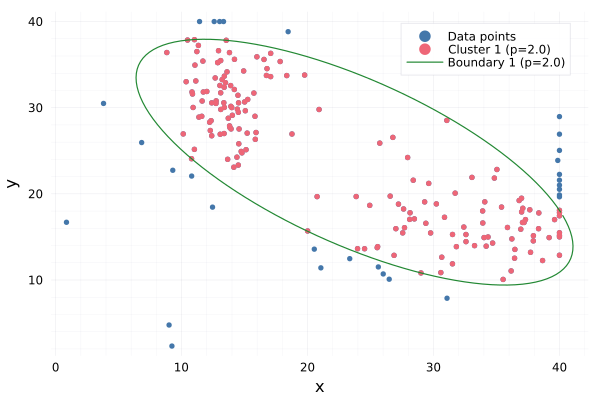 40
30
20
10
y
Data points
Cluster 1 (p=2.0)
Boundary 1 (p=2.0)
0 10 20 30 40
x